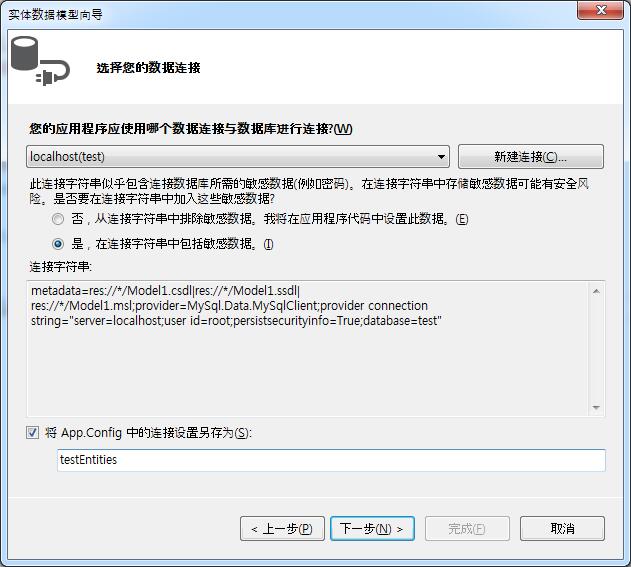 实体数据模型向导
选择您的数据连接
您的应用程序应使用哪个数据连接与数据库进行连接?(W)
localhost(test)
新建连接(C)...
此连接字符串似乎包含连接数据库所需的敏感数据(例如密码)。在连接字符串中存储敏感数据可能有安全风
险。是否要在连接字符串中加入这些敏感数据?
否，从连接字符串中排除敏感数据。我将在应用程序代码中设置此数据。(E)
是，在连接字符串中包括敏感数据。(I)
连接字符串:
metadata=res://*/Model1.csdl|res://*/Model1.ssdl|
res://*/Model1.msl;provider=MySql.Data.MySqlClient;provider connection
string="server=localhost;user id=root;persistsecurityinfo=True;database=test"
将 App.Config 中的连接设置另存为(S):
testEntities
< 上一步(P)
下一步(N) >
完成(F)
取消